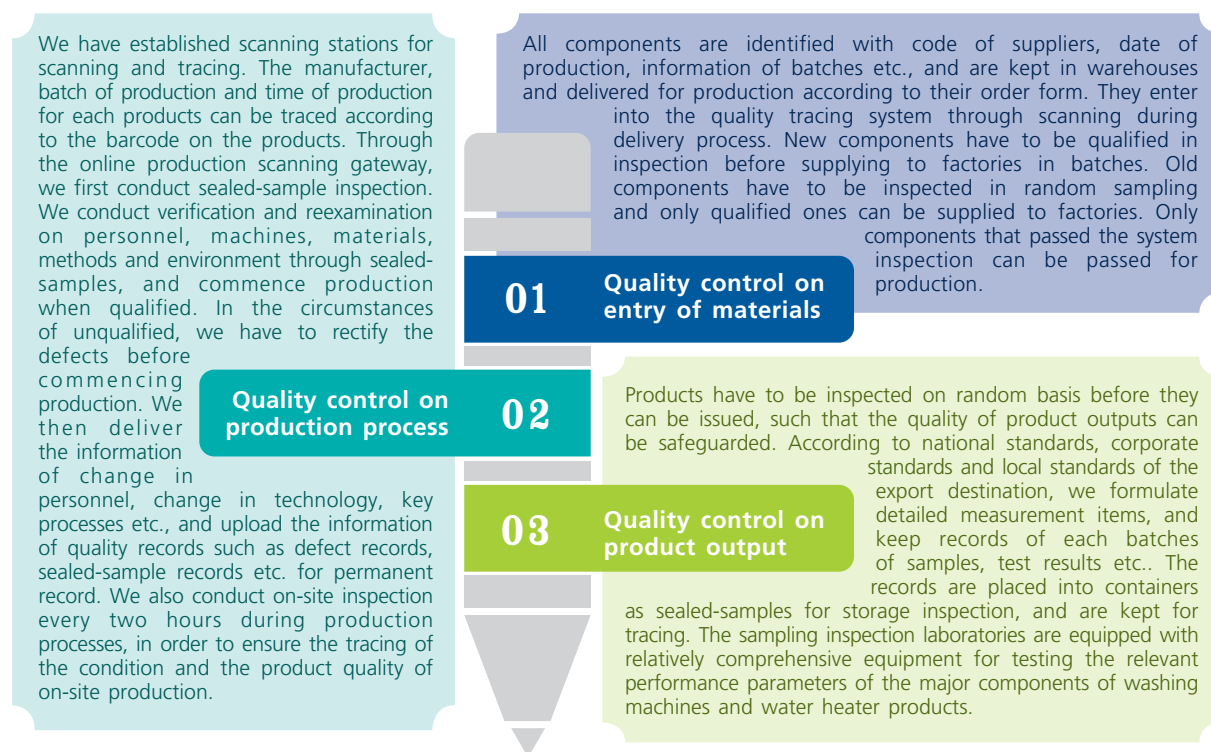 All components are identified with code of suppliers, date of
production, information of batches etc., and are kept in warehouses
and delivered for production according to their order form. They enter
into the quality tracing system through scanning during
delivery process. New components have to be qualified in
inspection before supplying to factories in batches. Old
components have to be inspected in random sampling
and only qualified ones can be supplied to factories. Only
components that passed the system
inspection can be passed for
production.
01
Quality control on
entry of materials
We have established scanning stations for
scanning and tracing. The manufacturer,
batch of production and time of production
for each products can be traced according
to the barcode on the products. Through
the online production scanning gateway,
we first conduct sealed-sample inspection.
We conduct verification and reexamination
on personnel, machines, materials,
methods and environment through sealed-
samples, and commence production
when qualified. In the circumstances
of unqualified, we have to rectify the
defects before
commencing
production. We
then deliver
the information
of change in
personnel, change in technology, key
processes etc., and upload the information
of quality records such as defect records,
sealed-sample records etc. for permanent
record. We also conduct on-site inspection
every two hours during production
processes, in order to ensure the tracing of
the condition and the product quality of
on-site production.
Quality control on
production process
02
Products have to be inspected on random basis before they
can be issued, such that the quality of product outputs can
be safeguarded. According to national standards, corporate
standards and local standards of the
export destination, we formulate
detailed measurement items, and
keep records of each batches
of samples, test results etc.. The
records are placed into containers
as sealed-samples for storage inspection, and are kept for
tracing. The sampling inspection laboratories are equipped with
relatively comprehensive equipment for testing the relevant
performance parameters of the major components of washing
machines and water heater products.
03
Quality control on
product output